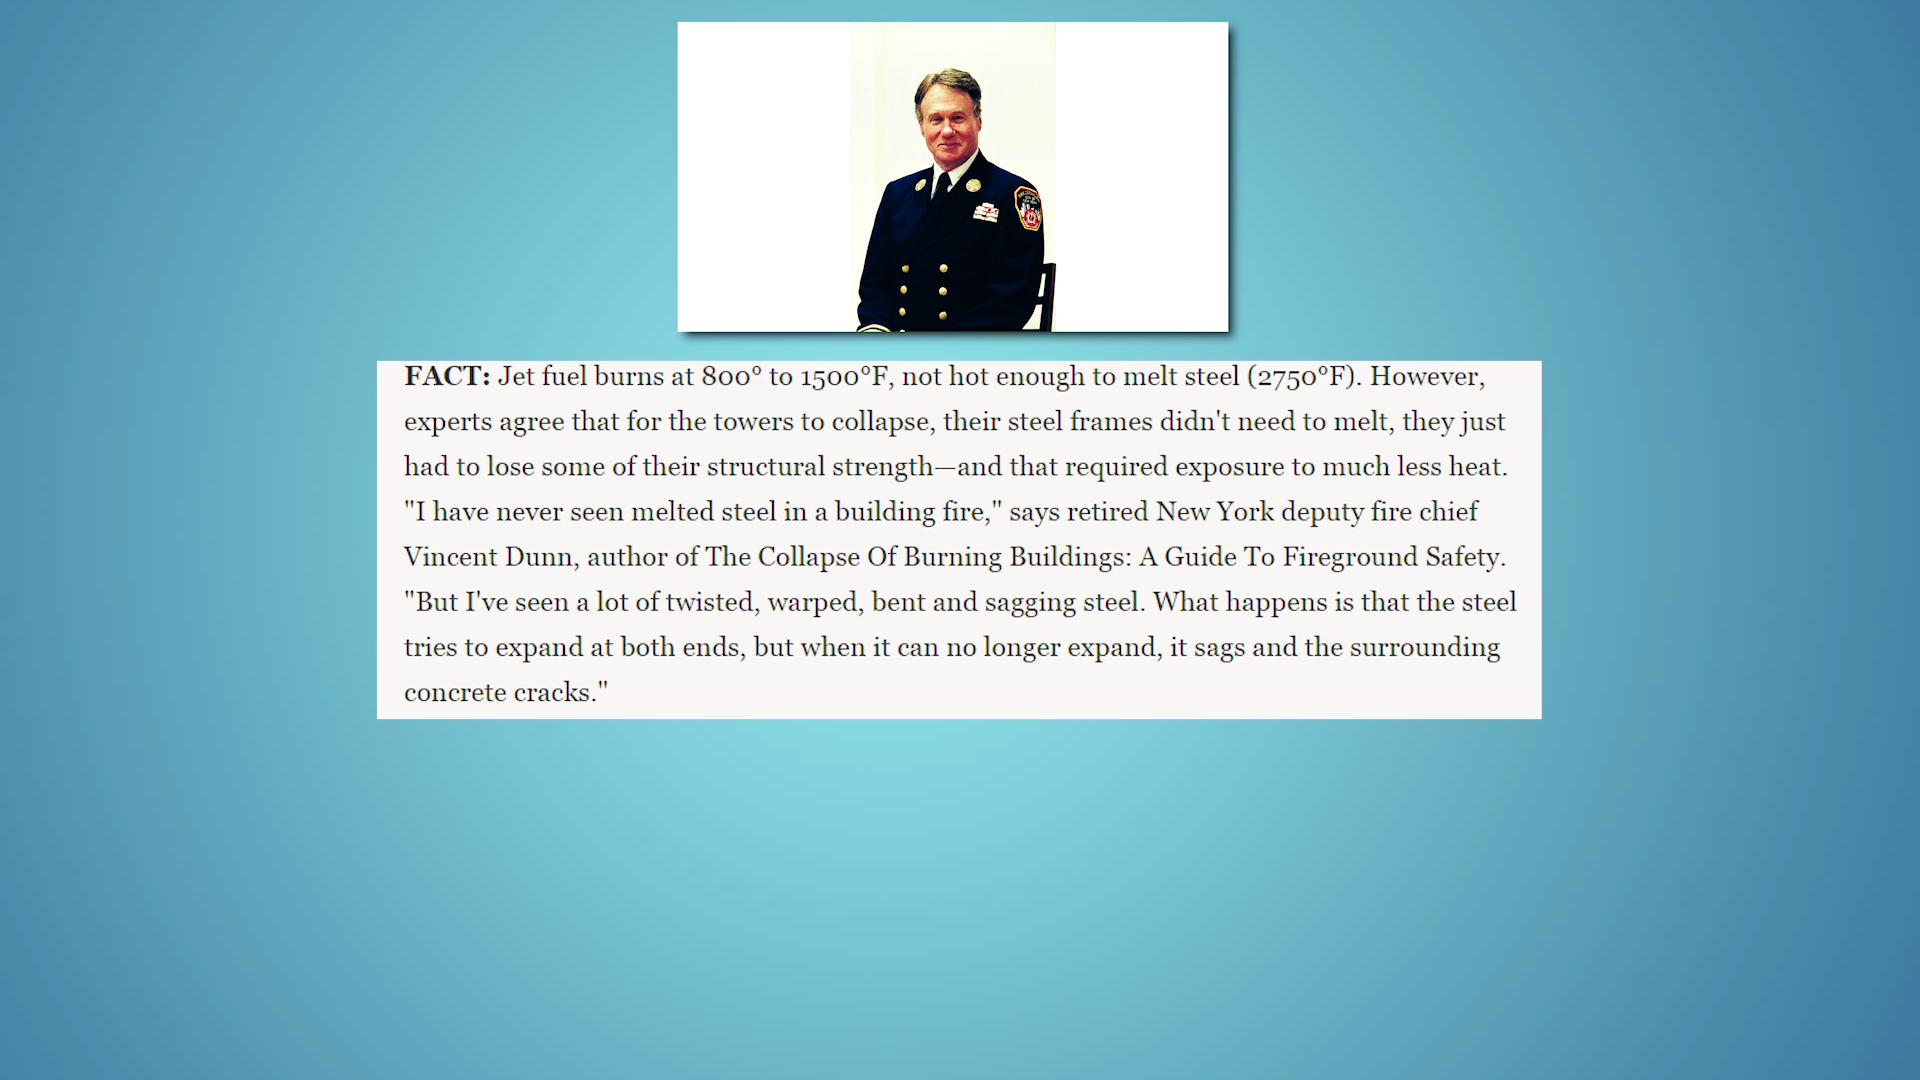 FACT: Jet fuel burns at 800° to 1500°F, not hot enough to melt steel (2750°F). However,
experts agree that for the towers to collapse, their steel frames didn't need to melt, they just
had to lose some of their structural strength—and that required exposure to much less heat.
"I have never seen melted steel in a building fire," says retired New York deputy fire chief
Vincent Dunn, author of The Collapse Of Burning Buildings: A Guide To Fireground Safety.
"But I've seen a lot of twisted, warped, bent and sagging steel. What happens is that the steel
tries to expand at both ends, but when it can no longer expand, it sags and the surrounding
concrete cracks."